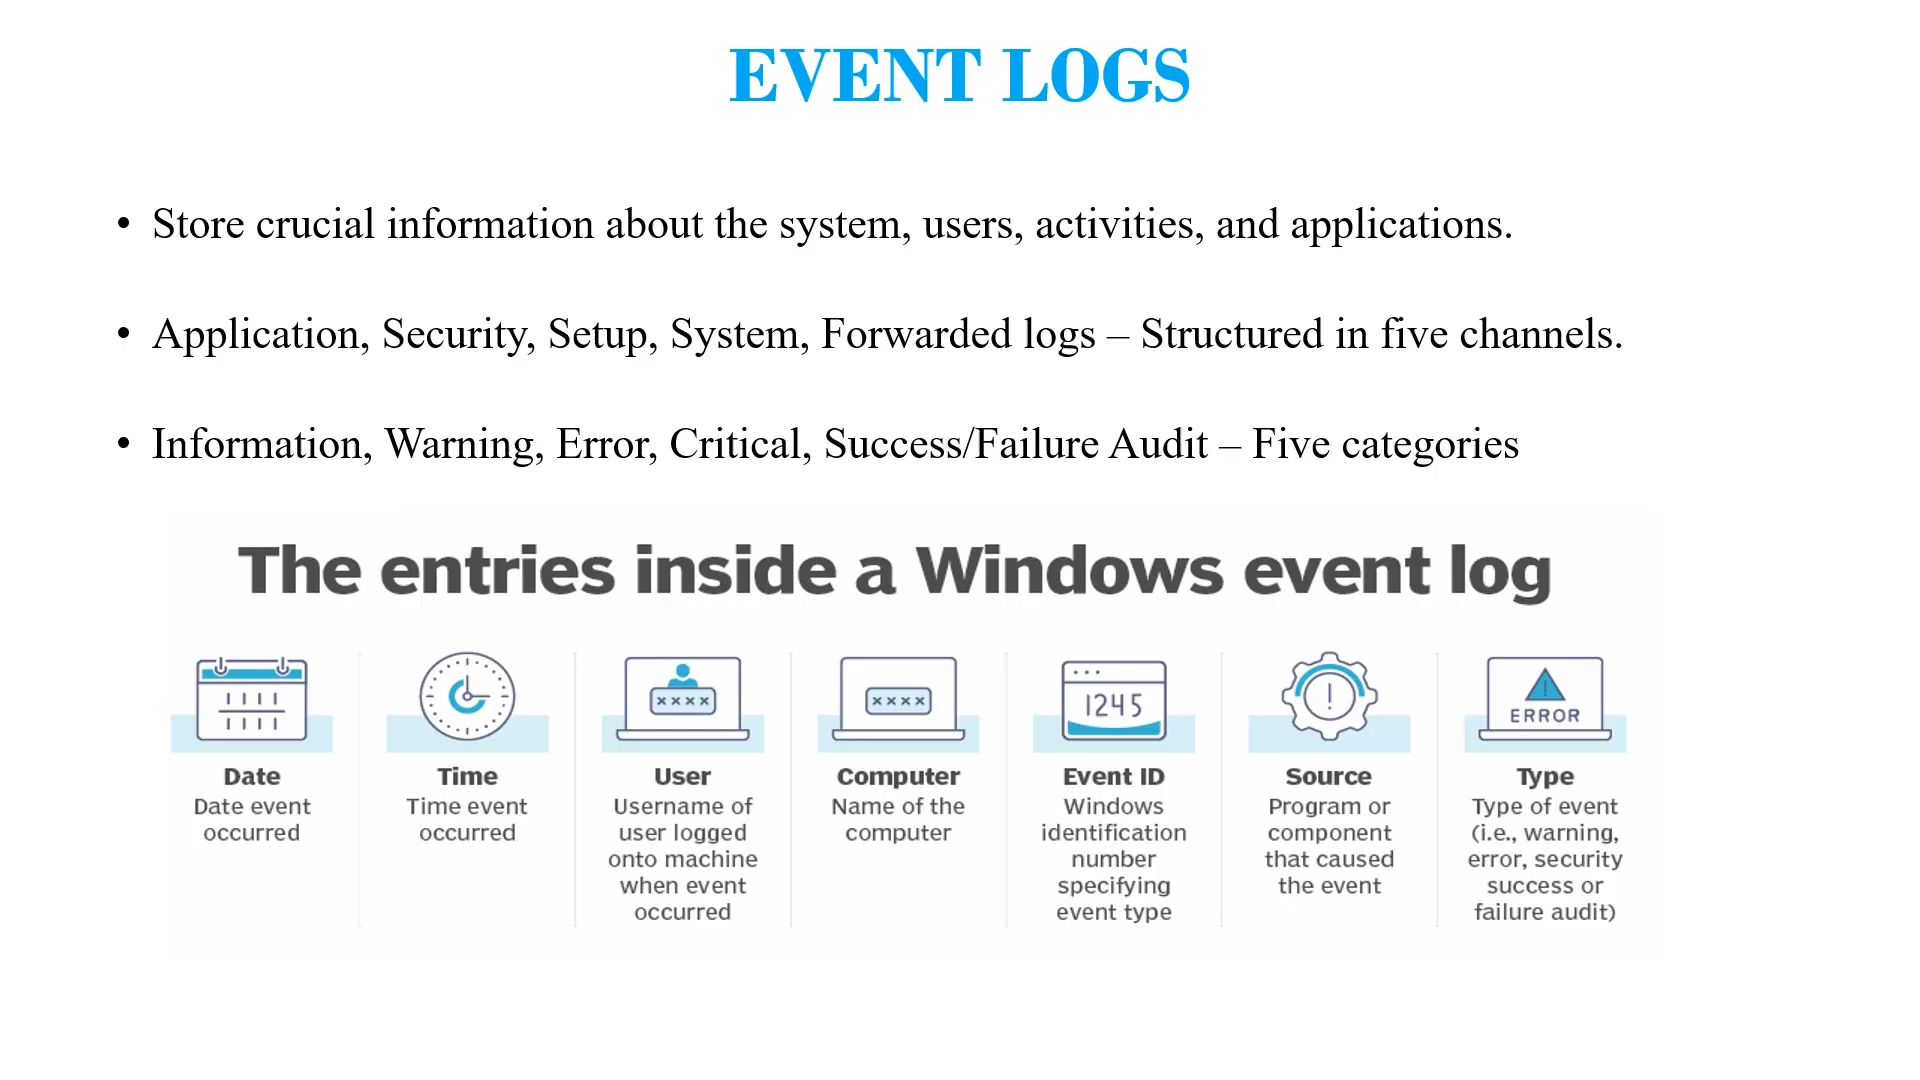 EVENT LOGS
• Store crucial information about the system, users, activities, and applications.
• Application, Security, Setup, System, Forwarded logs – Structured in five channels.
• Information, Warning, Error, Critical, Success/Failure Audit – Five categories
The entries inside a Windows event log
xxxx
xxxx
1245
!
!
ERROR
Date
Date event
occurred
Time
Time event
occurred
User
Username of
user logged
onto machine
when event
occurred
Computer
Name of the
computer
Event ID
Windows
identification
number
specifying
event type
Source
Program or
component
that caused
the event
Type
Type of event
(i.e., warning,
error, security
success or
failure audit)